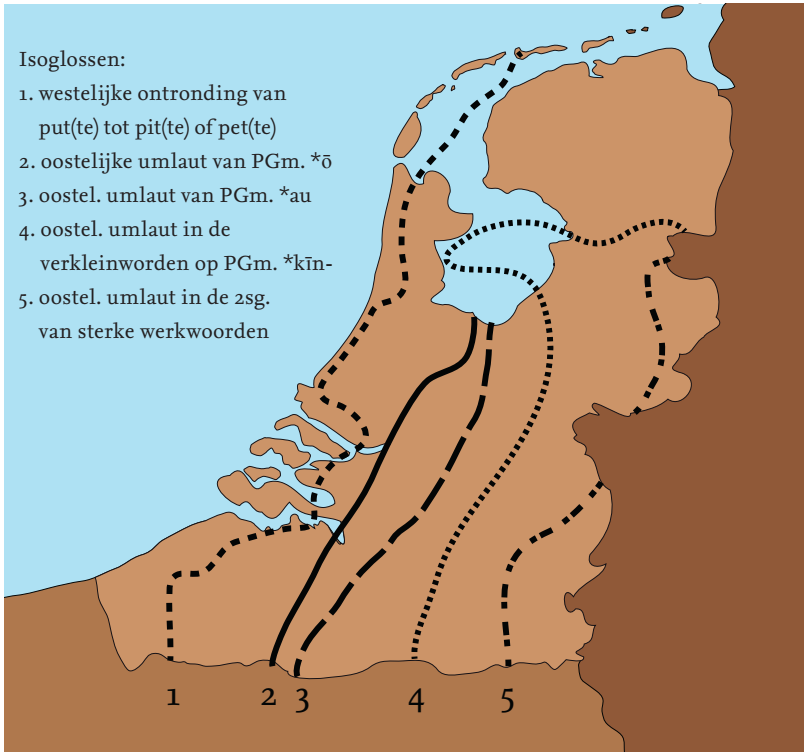 Isoglossen:
1. westelijke ontronding van
put(te) tot pit(te) of pet(te)
2. oostelijke umlaut van PGm. *ō
3. oostel. umlaut van PGm. *au
4. oostel. umlaut in de
verkleinworden op PGm. *kīn-
5. oostel. umlaut in de 2sg.
van sterke werkwoorden
1 2 3 4 5